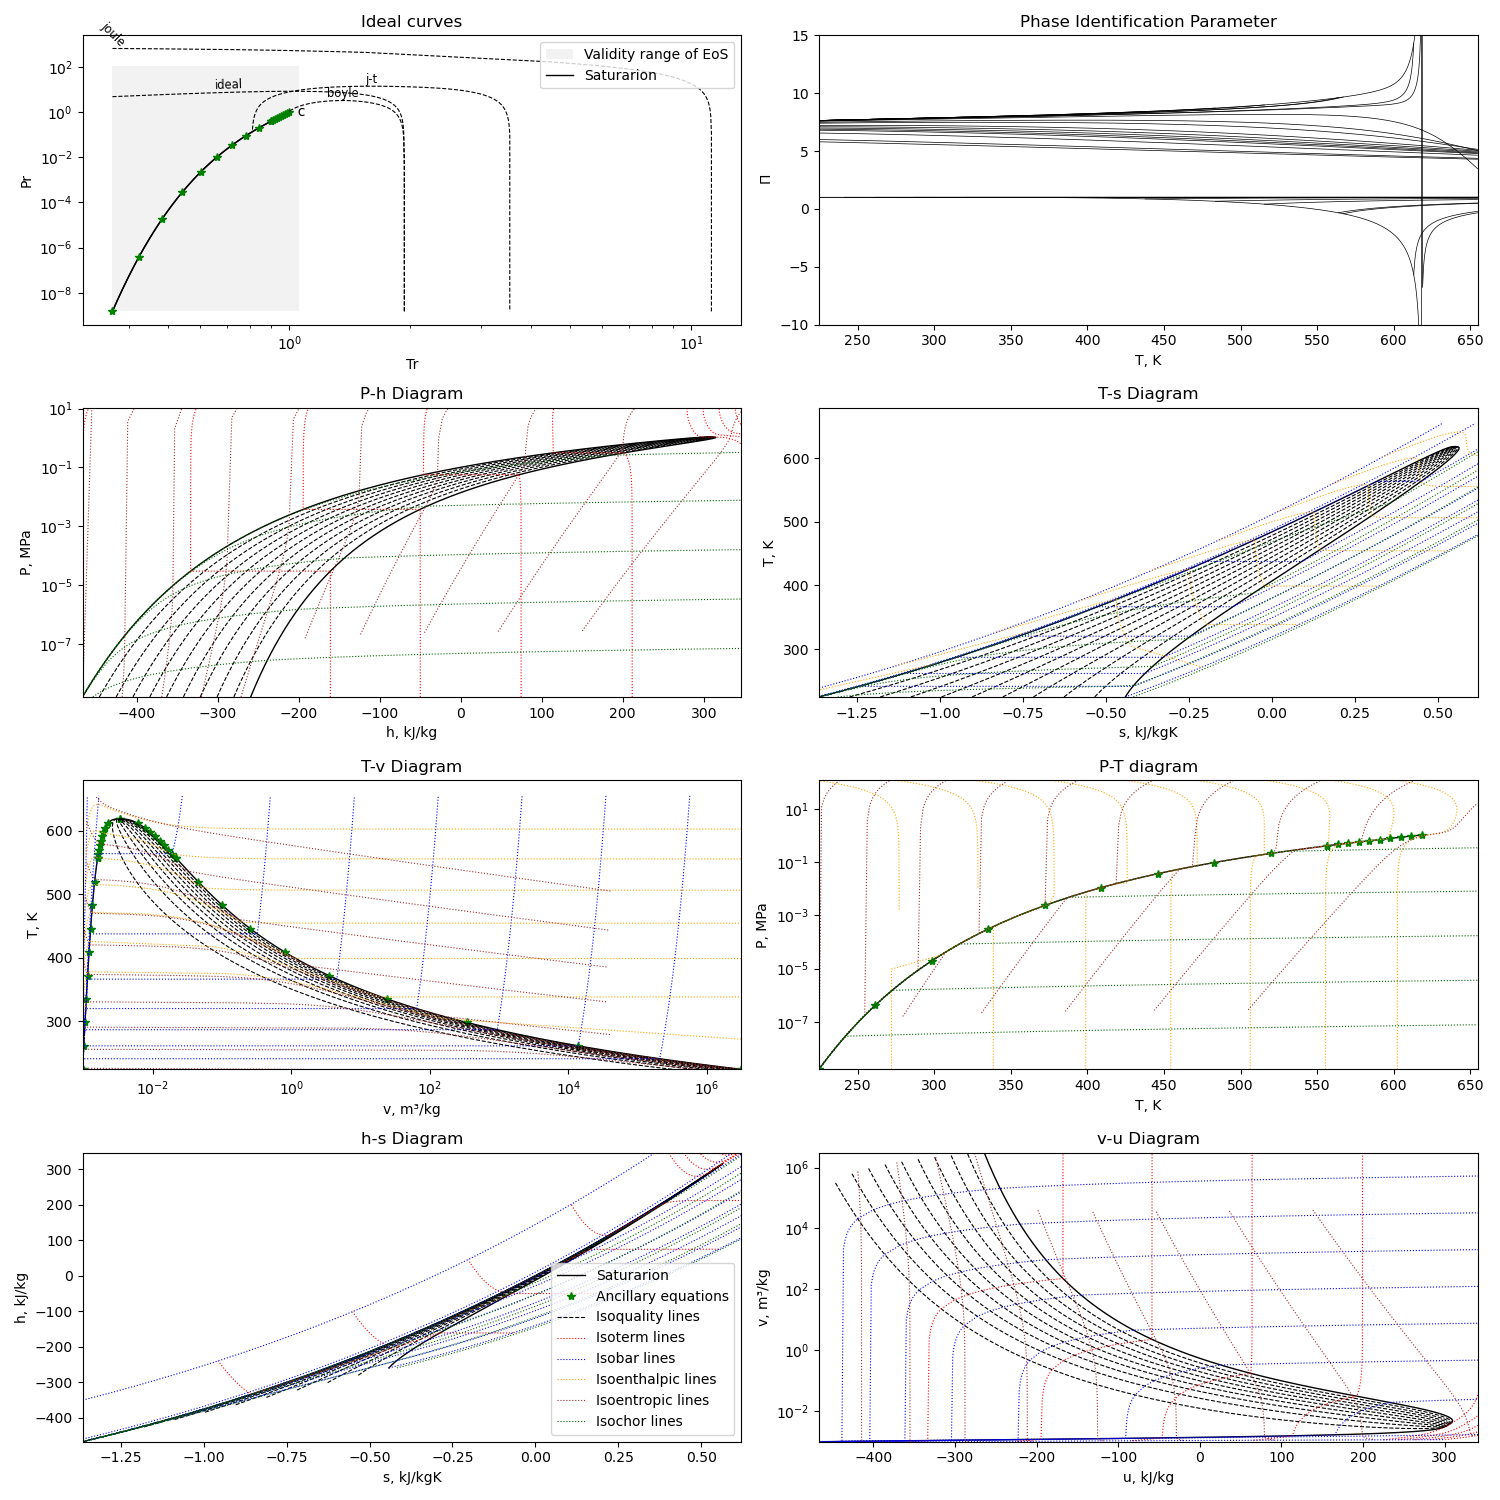 Ideal curves
joule
ideal
j-t
boyle
c
Validity range of EoS
Saturarion
10²
10⁰
10⁻²
10⁻⁴
10⁻⁶
10⁻⁸
Pr
10⁰
10¹
Tr
Phase Identification Parameter
15
10
5
0
−5
−10
Π
250
300
350
400
450
500
550
600
650
T, K
P-h Diagram
10¹
10⁻¹
10⁻³
10⁻⁵
10⁻⁷
P, MPa
−400
−300
−200
−100
0
100
200
300
h, kJ/kg
T-s Diagram
600
500
400
300
T, K
−1.25
−1.00
−0.75
−0.50
−0.25
0.00
0.25
0.50
s, kJ/kgK
T-v Diagram
600
500
400
300
T, K
10⁻²
10⁰
10²
10⁴
10⁶
v, m³/kg
P-T diagram
10¹
10⁻¹
10⁻³
10⁻⁵
10⁻⁷
P, MPa
250
300
350
400
450
500
550
600
650
T, K
h-s Diagram
300
200
100
0
−100
−200
−300
−400
h, kJ/kg
Saturarion
Ancillary equations
Isoquality lines
Isoterm lines
Isobar lines
Isoenthalpic lines
Isoentropic lines
Isochor lines
−1.25
−1.00
−0.75
−0.50
−0.25
0.00
0.25
0.50
s, kJ/kgK
v-u Diagram
10⁶
10⁴
10²
10⁰
10⁻²
v, m³/kg
−400
−300
−200
−100
0
100
200
300
u, kJ/kg